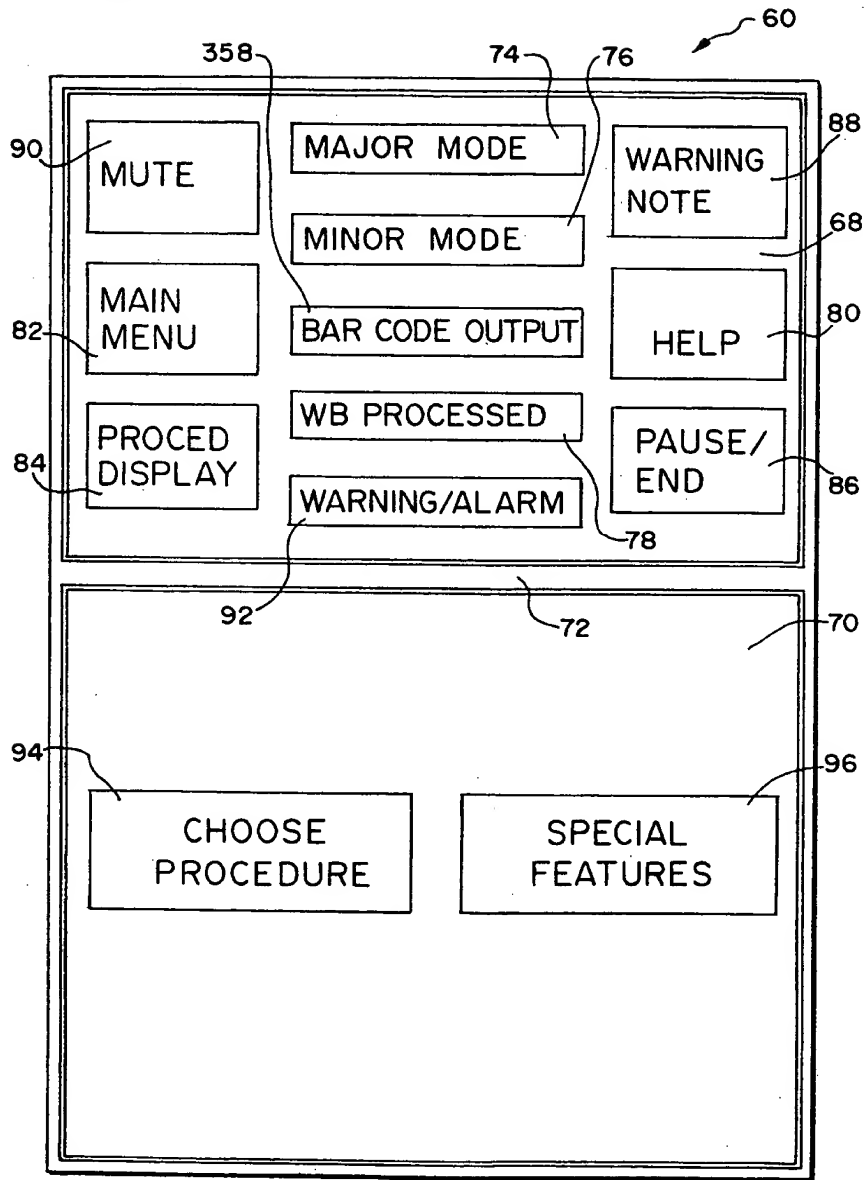 60
358
74
76
90
MUTE
MAJOR MODE
WARNING
NOTE
88
MINOR MODE
68
MAIN
MENU
82
BAR CODE OUTPUT
HELP
80
PROCED
DISPLAY
84
WB PROCESSED
PAUSE/
END
86
WARNING/ALARM
78
92
72
70
94
96
CHOOSE
PROCEDURE
SPECIAL
FEATURES